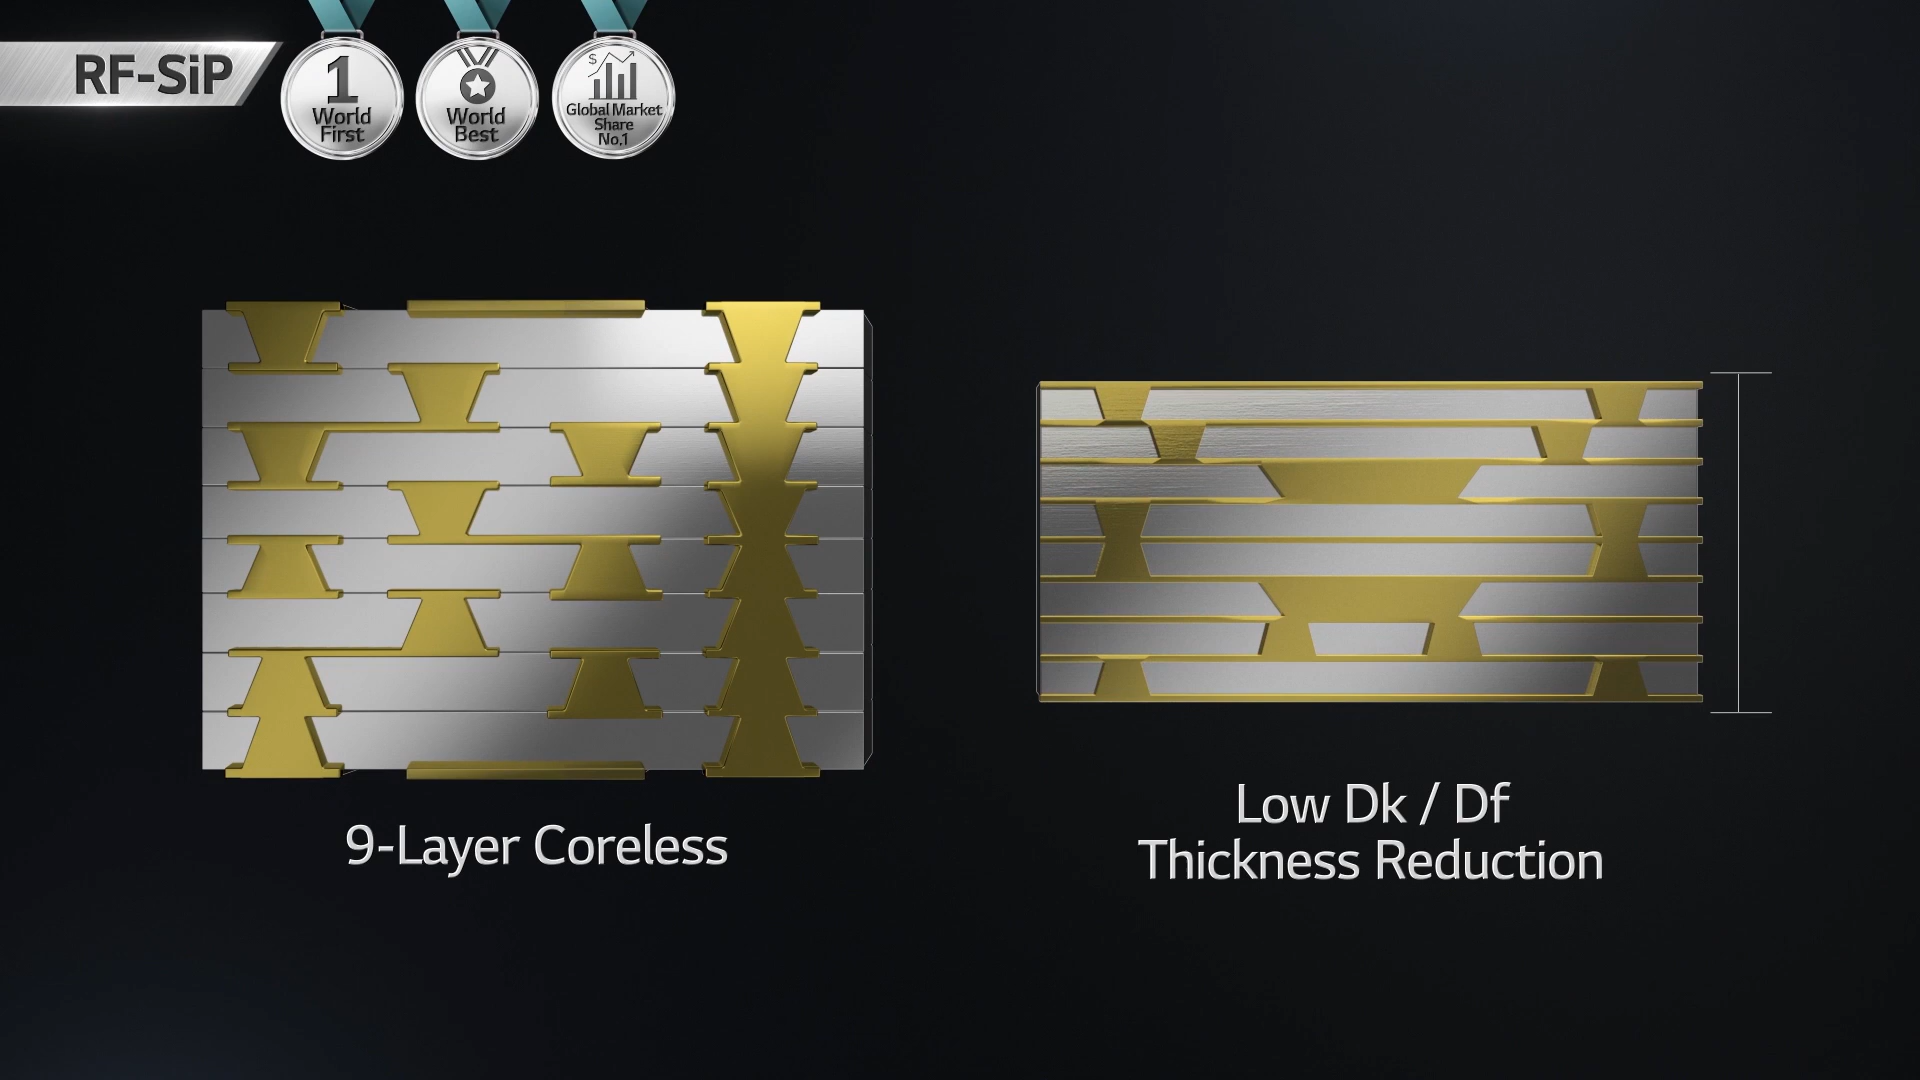 RF-SiP
1
World
First
World
Best
$
Global Market
Share
No.1
9-Layer Coreless
Low Dk / Df
Thickness Reduction